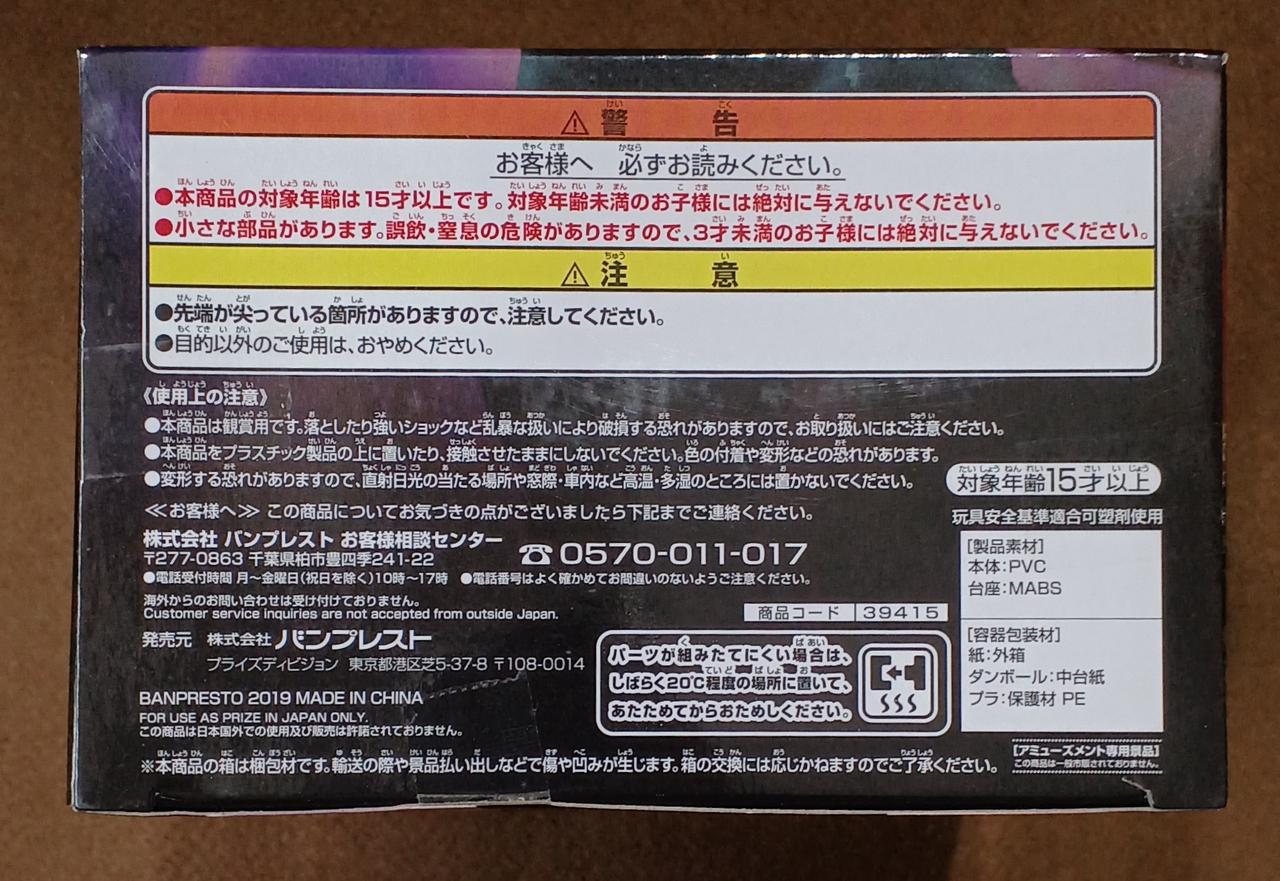 ⚠警告
お客様へ 必ずお読みください。
●本商品の対象年齢は15才以上です。対象年齢未満のお子様には絶対に与えないでください。
●小さな部品があります。誤飲・窒息の危険がありますので、3才未満のお子様には絶対に与えないでください。
⚠注意
●先端が尖っている箇所がありますので、注意してください。
●目的以外のご使用は、おやめください。
《使用上の注意》
●本商品は観賞用です。落としたり強いショックなど乱暴な扱いにより破損する恐れがありますので、お取り扱いにはご注意ください。
●本商品をプラスチック製品の上に置いたり、接触させたままにしないでください。色の付着や変形などの恐れがあります。
●変形する恐れがありますので、直射日光の当たる場所や窓際・車内など高温・多湿のところには置かないでください。
対象年齢15才以上
≪お客様へ≫ この商品についてお気づきの点がございましたら下記までご連絡ください。
株式会社 バンプレスト お客様相談センター
〒277-0863 千葉県柏市豊四季241-22
☎0570-011-017
●電話受付時間 月〜金曜日(祝日を除く)10時〜17時 ●電話番号はよく確かめてお間違いのないようご注意ください。
海外からのお問い合わせは受け付けておりません。
Customer service inquiries are not accepted from outside Japan.
商品コード 39415
発売元 株式会社 バンプレスト
プライズディビジョン 東京都港区芝5-37-8 〒108-0014
BANPRESTO 2019 MADE IN CHINA
FOR USE AS PRIZE IN JAPAN ONLY.
この商品は日本国外での使用及び販売は許諾されておりません。
パーツが組みたてにくい場合は、
しばらく20℃程度の場所に置いて、
あたためてからおためしください。
玩具安全基準適合可塑剤使用
[製品素材]
本体:PVC
台座:MABS
[容器包装材]
紙:外箱
ダンボール:中台紙
プラ:保護材 PE
※本商品の箱は梱包材です。輸送の際や景品払い出しなどで傷や凹みが生じます。箱の交換には応じかねますのでご了承ください。
[アミューズメント専用景品]
この商品は一般市販されておりません。